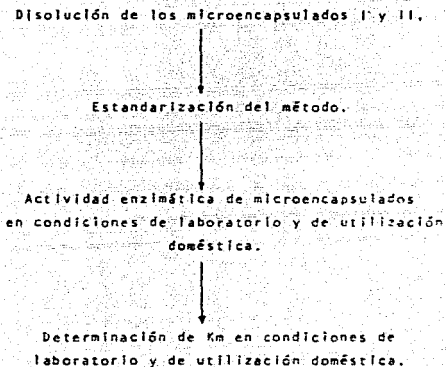 Disolución de los microencapsulados I y II.
Estandarización del método.
Actividad enzimática de microencapsulados
en condiciones de laboratorio y de utilización
doméstica.
Determinación de Km en condiciones de
laboratorio y de utilización doméstica.